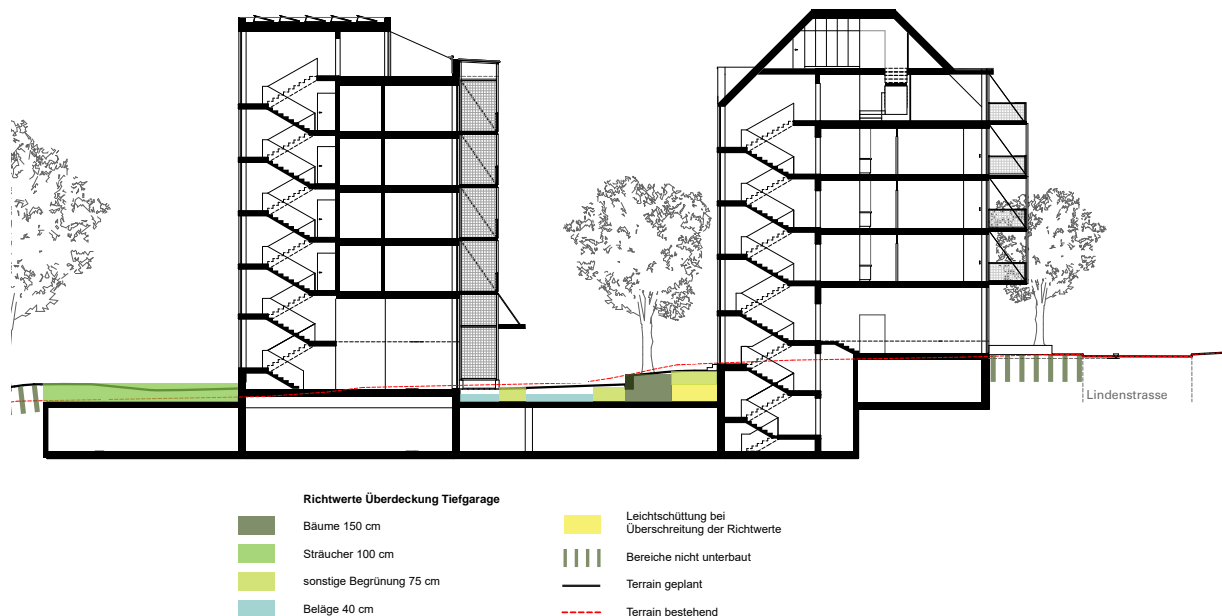 Lindenstrasse
Richtwerte Überdeckung Tiefgarage
Bäume 150 cm
Sträucher 100 cm
sonstige Begrünung 75 cm
Beläge 40 cm
Leichtschüttung bei
Überschreitung der Richtwerte
Bereiche nicht unterbaut
Terrain geplant
Terrain bestehend